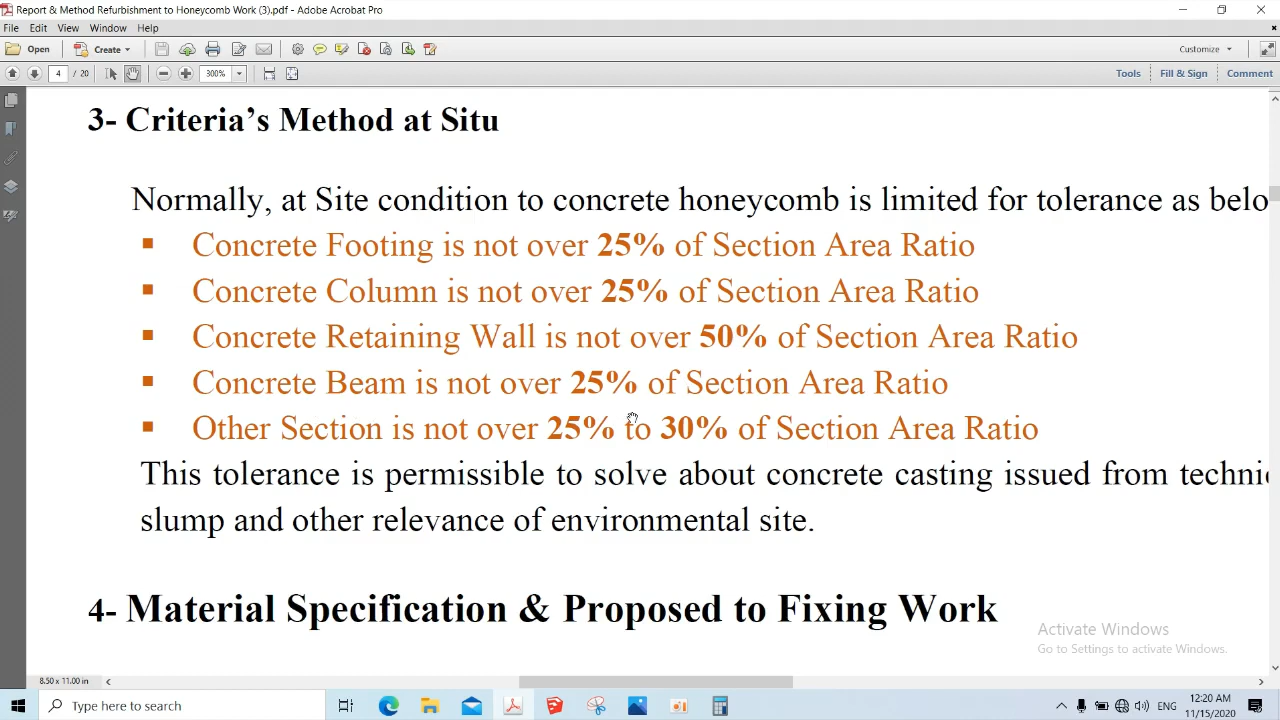 Report & Method Refurbishment to Honeycomb Work (3).pdf - Adobe Acrobat Pro
File Edit View Window Help
Open Create Customize
4 / 20 300% Tools Fill & Sign Comment
3- Criteria's Method at Situ
Normally, at Site condition to concrete honeycomb is limited for tolerance as belo
Concrete Footing is not over 25% of Section Area Ratio
Concrete Column is not over 25% of Section Area Ratio
Concrete Retaining Wall is not over 50% of Section Area Ratio
Concrete Beam is not over 25% of Section Area Ratio
Other Section is not over 25% to 30% of Section Area Ratio
This tolerance is permissible to solve about concrete casting issued from techni
slump and other relevance of environmental site.
4- Material Specification & Proposed to Fixing Work
Activate Windows
Go to Settings to activate Windows.
8.50 x 11.00 in
Type here to search ENG 12:20 AM
11/15/2020